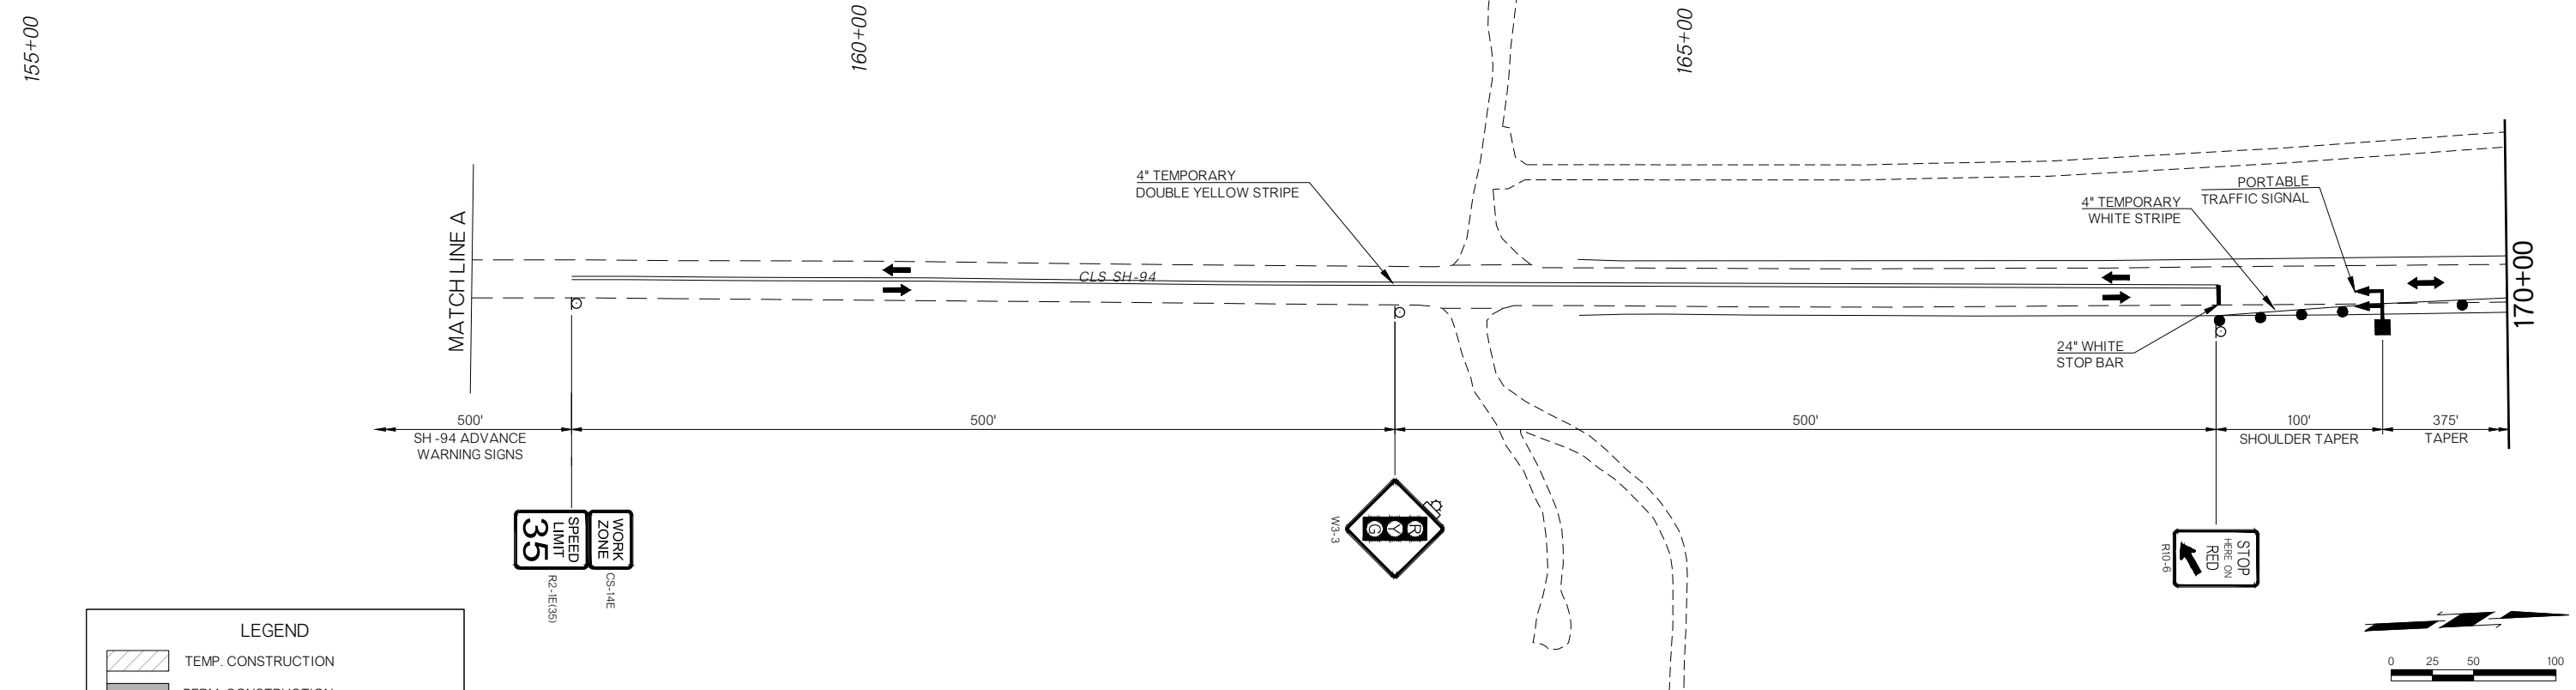 155+00
160+00
165+00
4" TEMPORARY
DOUBLE YELLOW STRIPE
PORTABLE
TRAFFIC SIGNAL
4" TEMPORARY
WHITE STRIPE
MATCH LINE A
CLS SH-94
170+00
24" WHITE
STOP BAR
500'
SH -94 ADVANCE
WARNING SIGNS
500'
500'
100'
SHOULDER TAPER
375'
TAPER
WORK
ZONE
SPEED
LIMIT
35
CS-14E
R2-1E(35)
R
Y
G
W3-3
STOP
HERE ON
RED
R10-6
LEGEND
TEMP. CONSTRUCTION
PERM. CONSTRUCTION
0 25 50 100